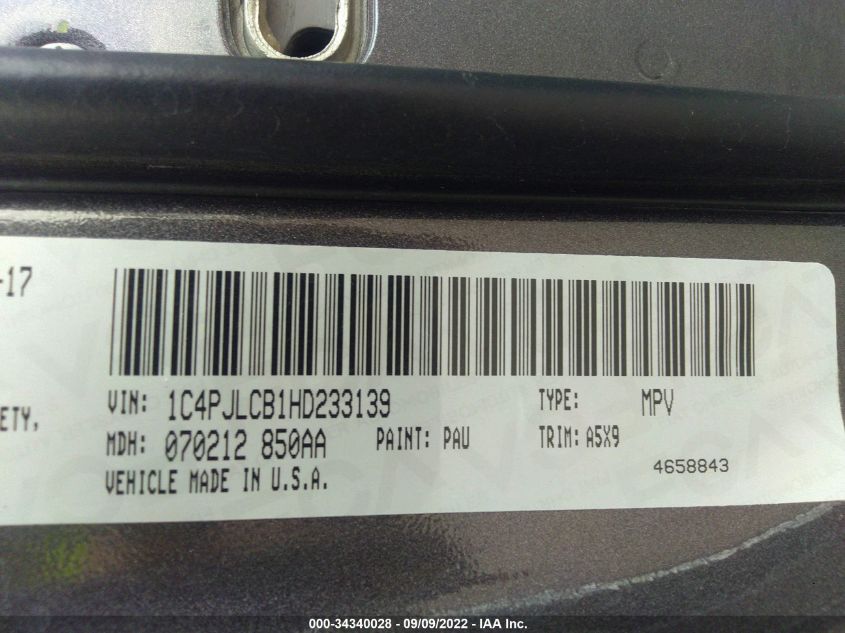 -17
ETY,
VIN: 1C4PJLCB1HD233139 TYPE: MPV
MDH: 070212 850AA PAINT: PAU TRIM: A5X9
VEHICLE MADE IN U.S.A. 4658843
000-34340028 - 09/09/2022 - IAA Inc.